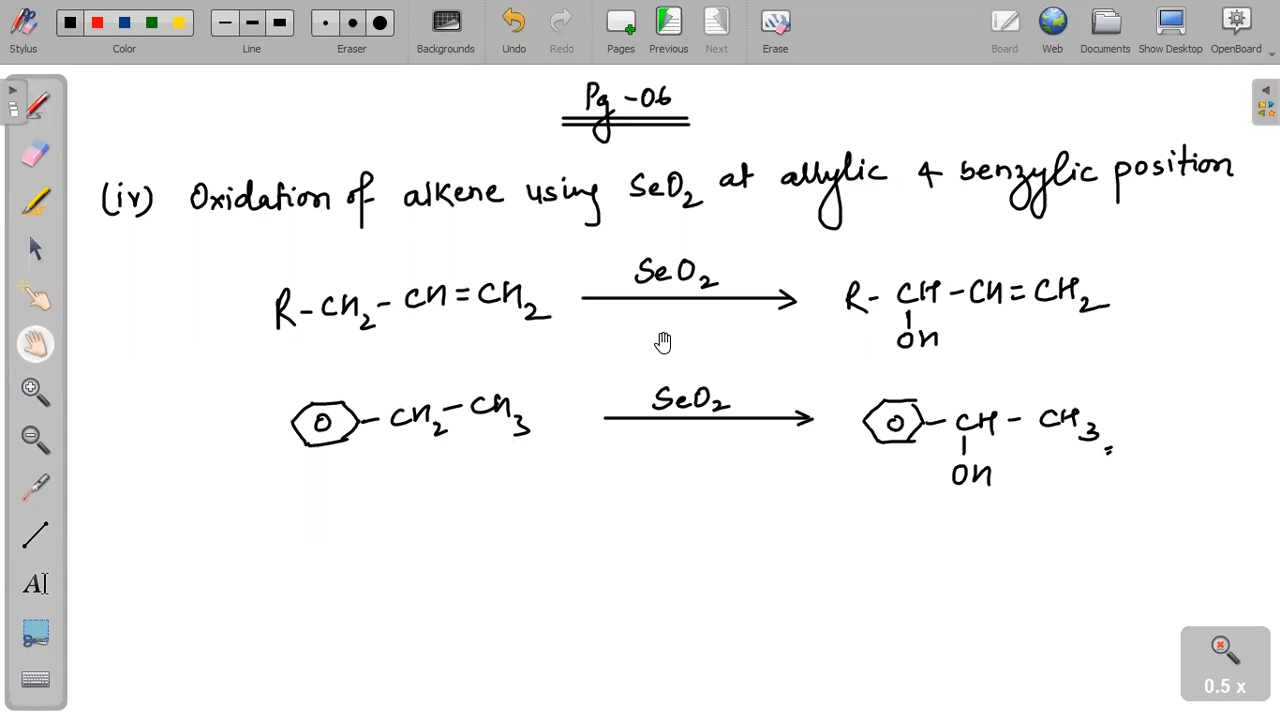 Stylus Color Line Eraser Backgrounds Undo Redo Pages Previous Next Erase Board Web Documents Show Desktop OpenBoard
Pg -06
(iv) Oxidation of alkene using SeO₂ at allylic & benzylic position
R-CH₂-CH=CH₂ SeO₂ R-CH-CH=CH₂
OH
CH₂-CH₃ SeO₂ CH-CH₃
OH
AI
0.5 x